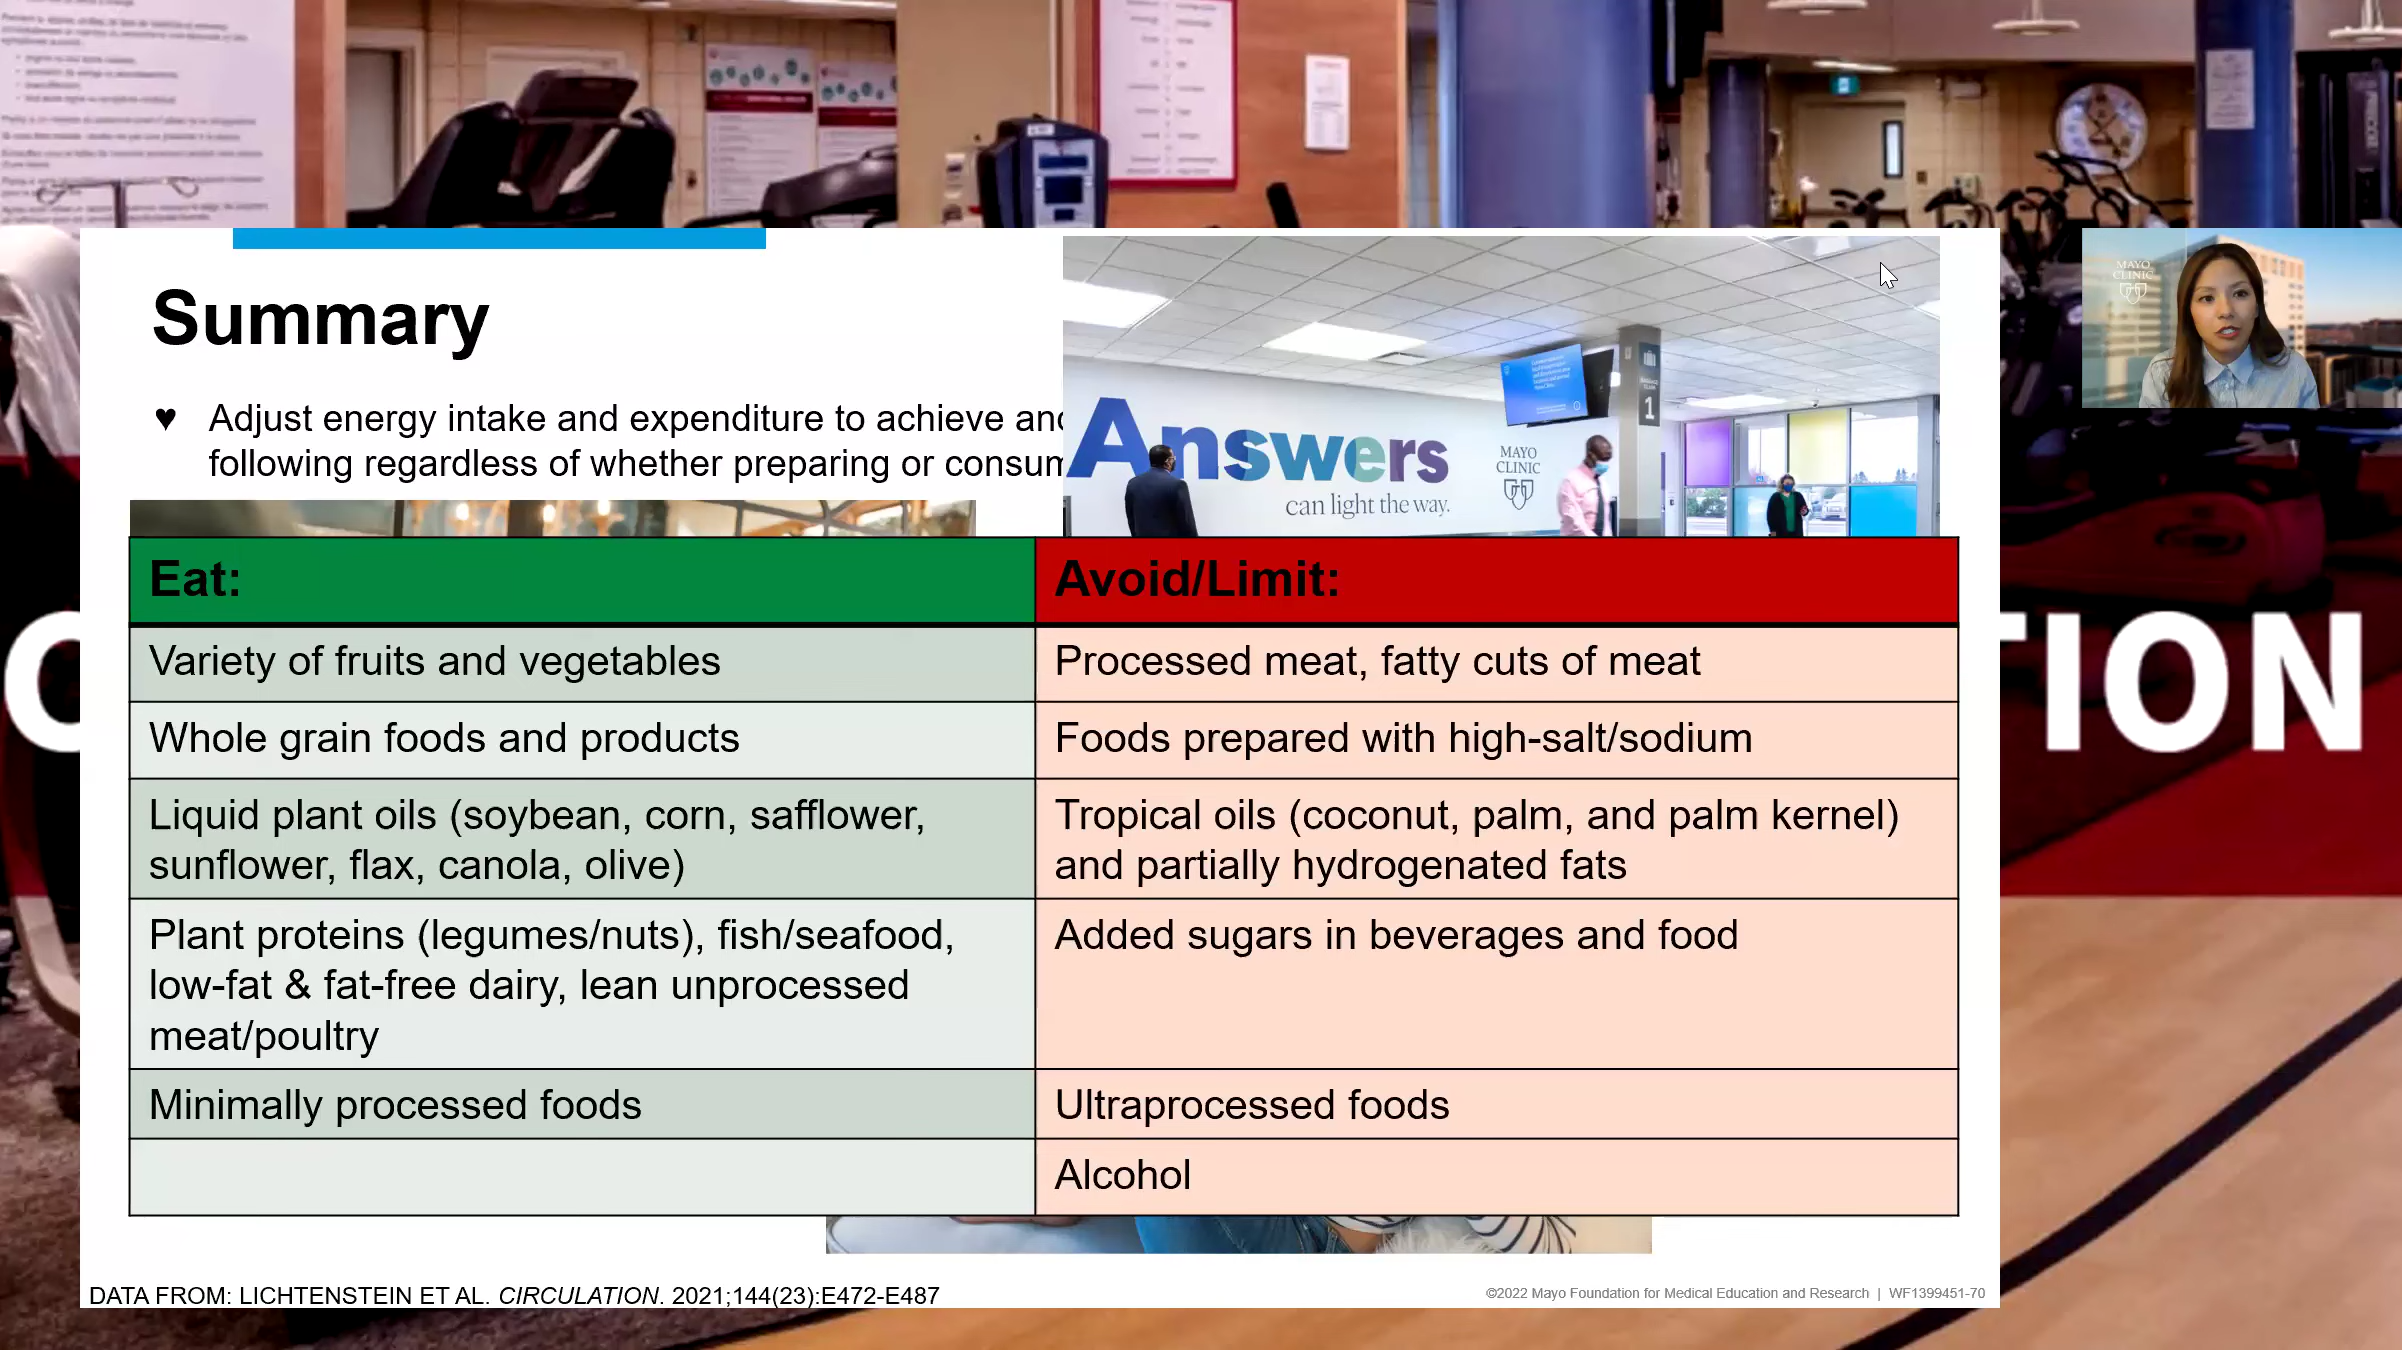 Summary
♥ Adjust energy intake and expenditure to achieve and
following regardless of whether preparing or consum
Answers
can light the way.
MAYO
CLINIC
1
MAYO
CLINIC
Eat:
Avoid/Limit:
Variety of fruits and vegetables
Processed meat, fatty cuts of meat
Whole grain foods and products
Foods prepared with high-salt/sodium
Liquid plant oils (soybean, corn, safflower,
sunflower, flax, canola, olive)
Tropical oils (coconut, palm, and palm kernel)
and partially hydrogenated fats
Plant proteins (legumes/nuts), fish/seafood,
low-fat & fat-free dairy, lean unprocessed
meat/poultry
Added sugars in beverages and food
Minimally processed foods
Ultraprocessed foods
Alcohol
TION
DATA FROM: LICHTENSTEIN ET AL. CIRCULATION. 2021;144(23):E472-E487
©2022 Mayo Foundation for Medical Education and Research | WF1399451-70